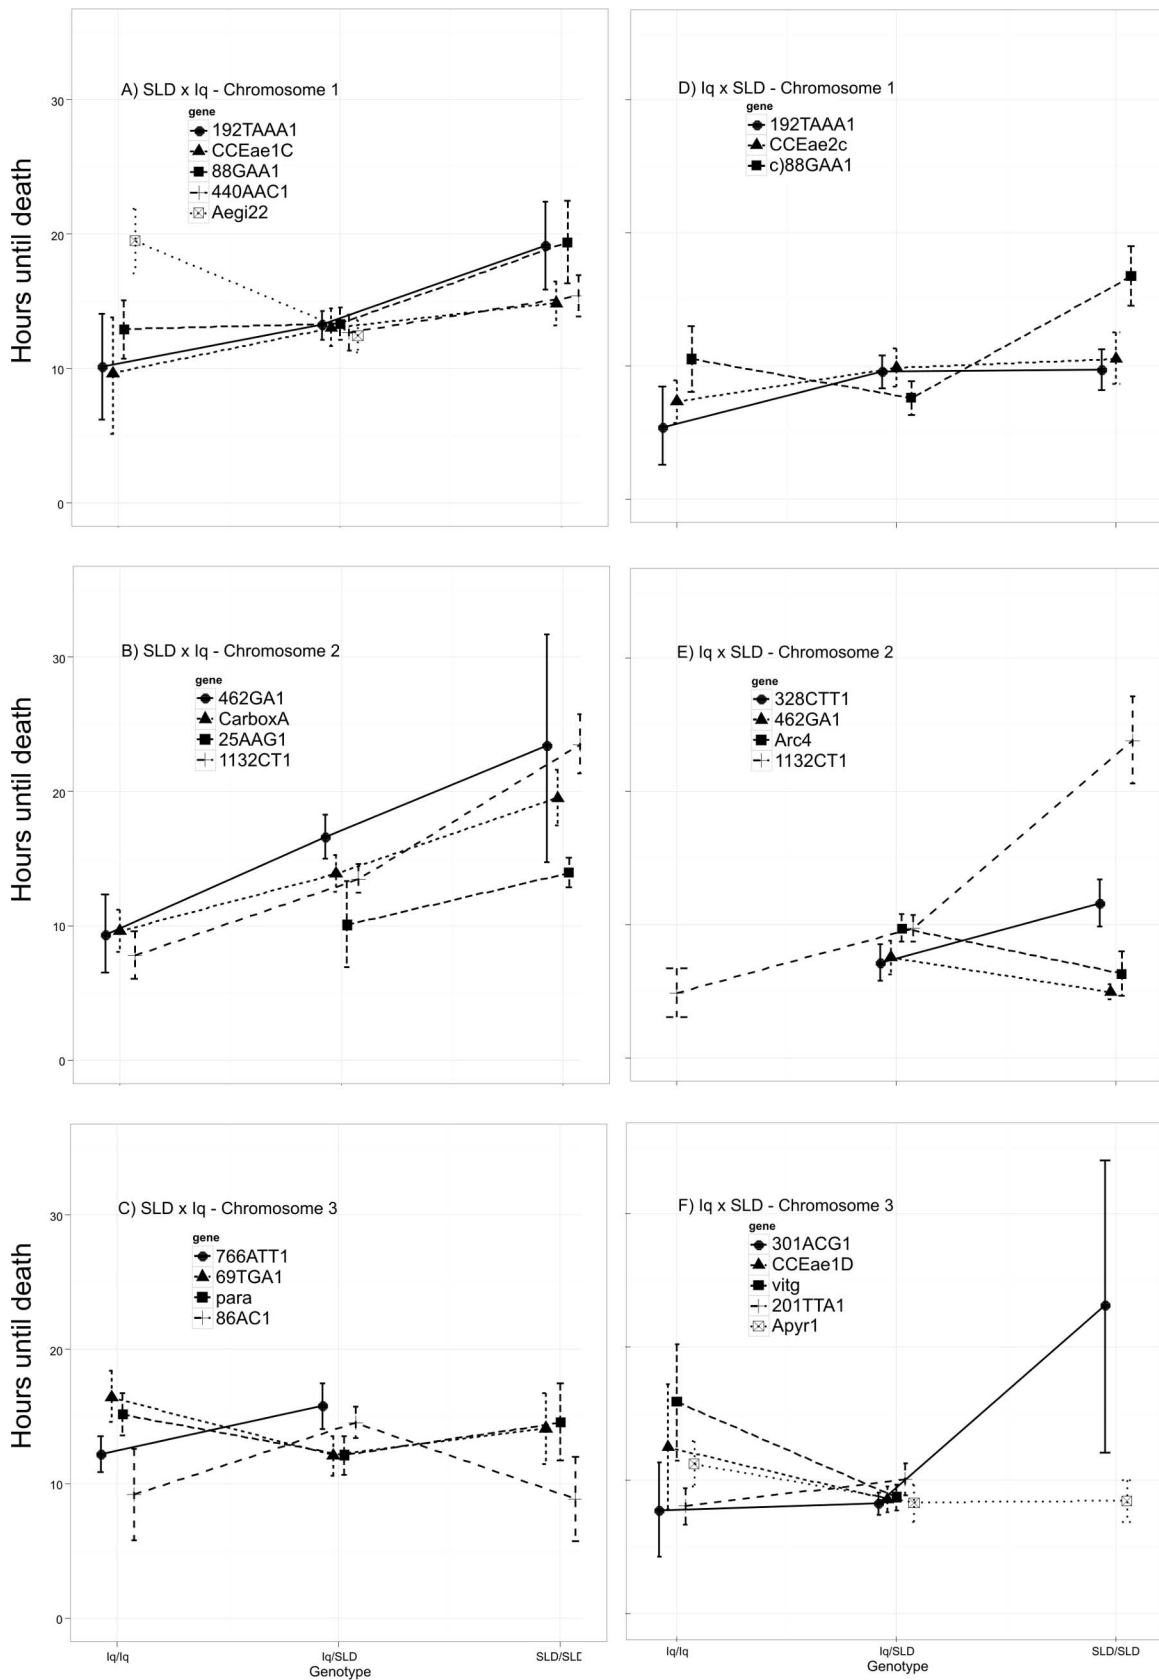 Hours until death
A) SLD x Iq - Chromosome 1
gene
192TAAA1
CCEae1C
88GAA1
440AAC1
Aegi22
30
20
10
0
D) Iq x SLD - Chromosome 1
gene
192TAAA1
CCEae2c
c)88GAA1
Hours until death
B) SLD x Iq - Chromosome 2
gene
462GA1
CarboxA
25AAG1
1132CT1
30
20
10
0
E) Iq x SLD - Chromosome 2
gene
328CTT1
462GA1
Arc4
1132CT1
Hours until death
C) SLD x Iq - Chromosome 3
gene
766ATT1
69TGA1
para
86AC1
30
20
10
0
Iq/Iq
Iq/SLD
SLD/SLD
Genotype
F) Iq x SLD - Chromosome 3
gene
301ACG1
CCEae1D
vitg
201TTA1
Apyr1
Iq/Iq
Iq/SLD
SLD/SLD
Genotype